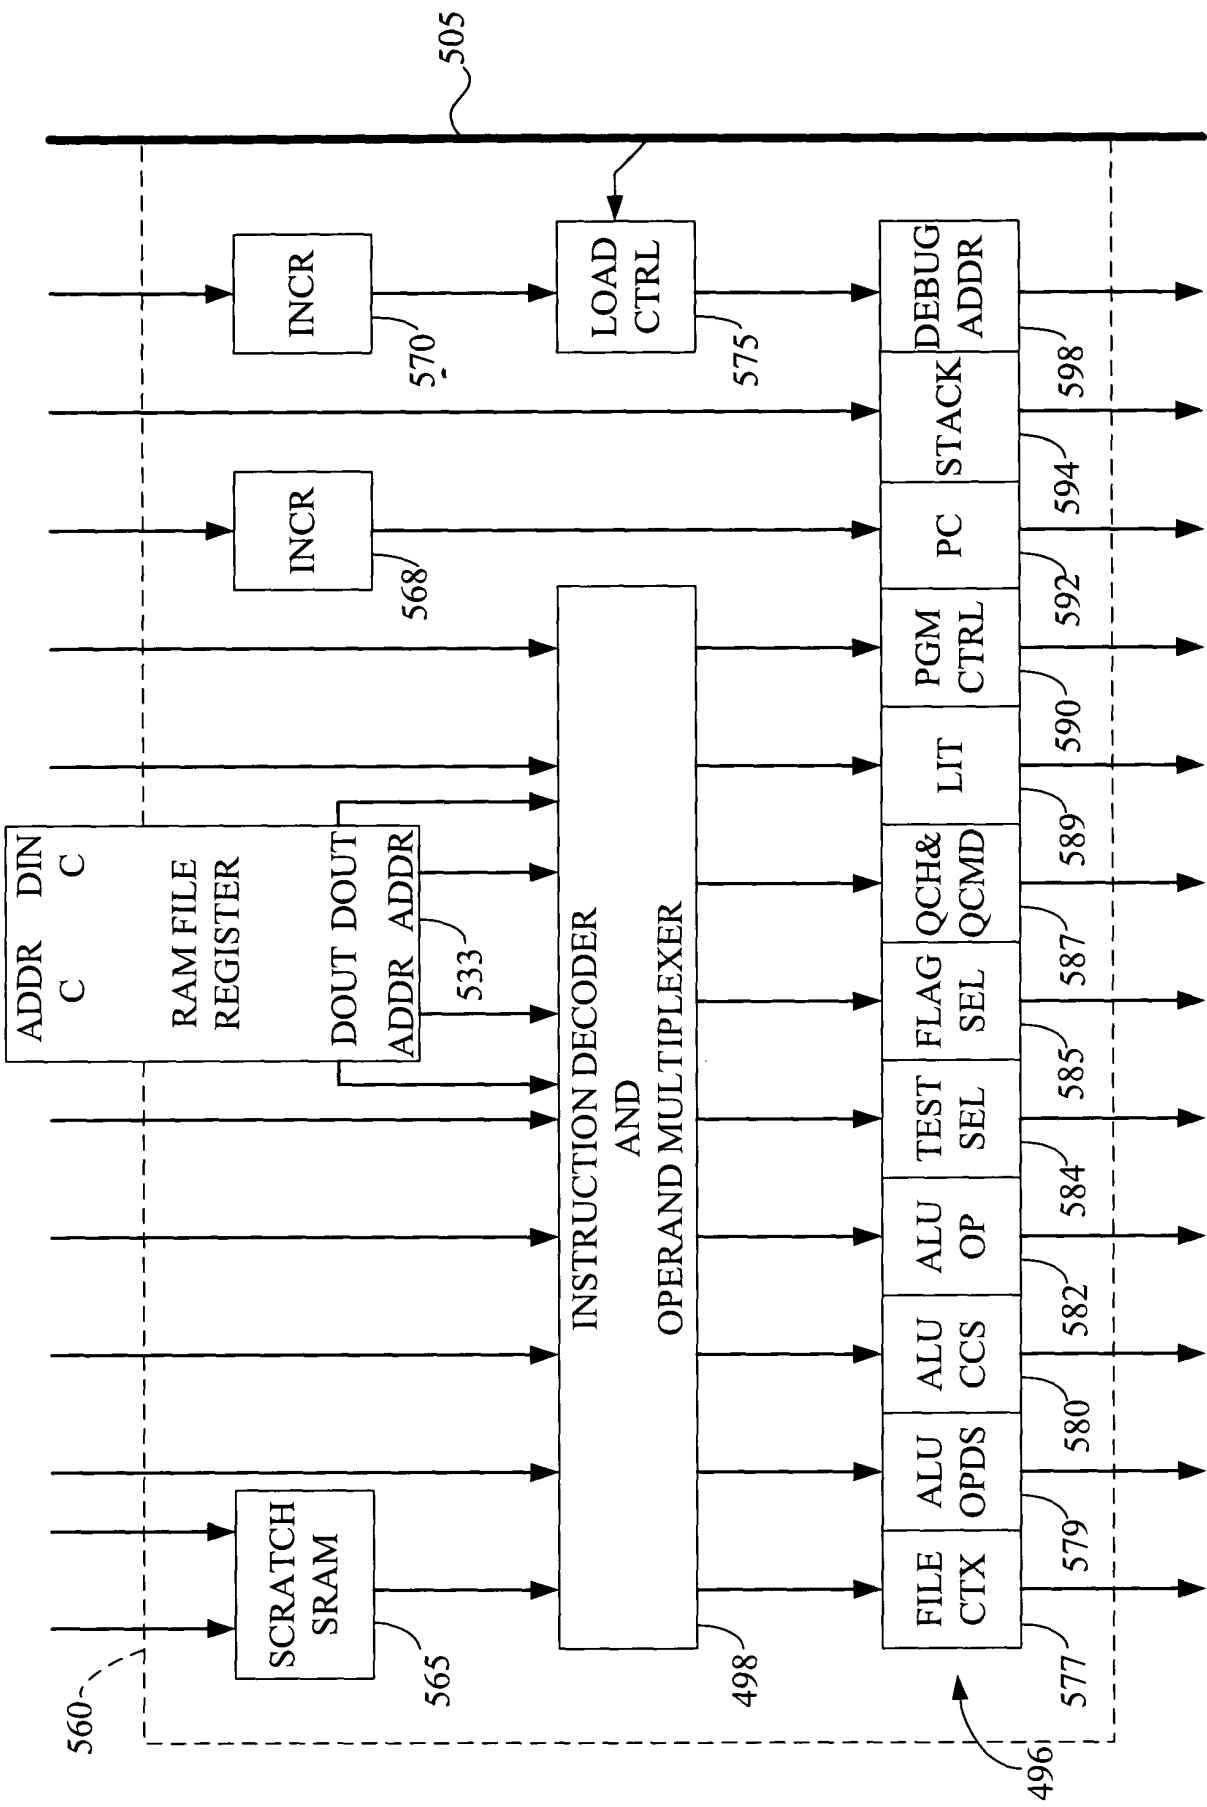 505
INCR
570
LOAD
CTRL
575
DEBUG
ADDR
598
STACK
594
INCR
568
PC
592
PGM
CTRL
590
LIT
589
ADDR DIN
C C
RAM FILE
REGISTER
DOUT DOUT
ADDR ADDR
533
INSTRUCTION DECODER
AND
OPERAND MULTIPLEXER
498
QCH&
QCMD
587
FLAG
SEL
585
TEST
SEL
584
ALU
OP
582
ALU
CCS
580
ALU
OPDS
579
FILE
CTX
577
SCRATCH
SRAM
565
560
496